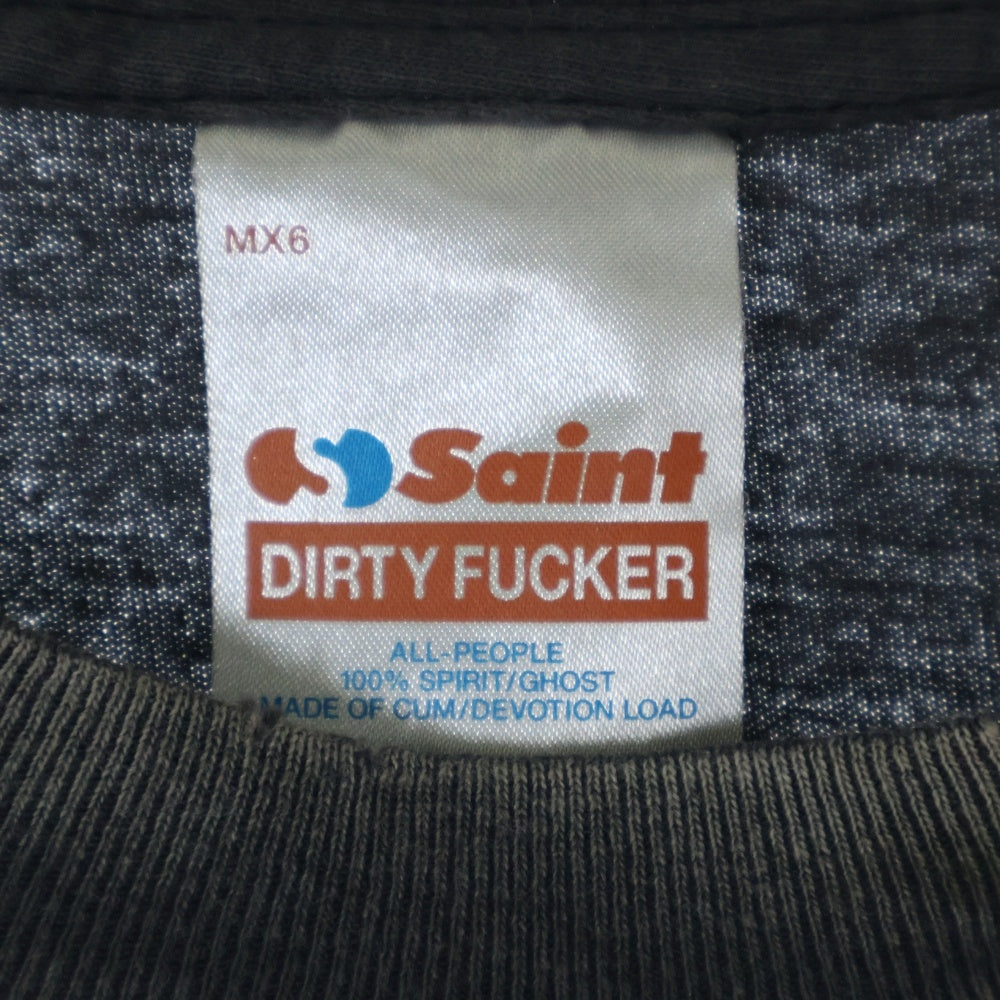 MX6
Saint
DIRTY FUCKER
ALL-PEOPLE
100% SPIRIT/GHOST
MADE OF CUM/DEVOTION LOAD